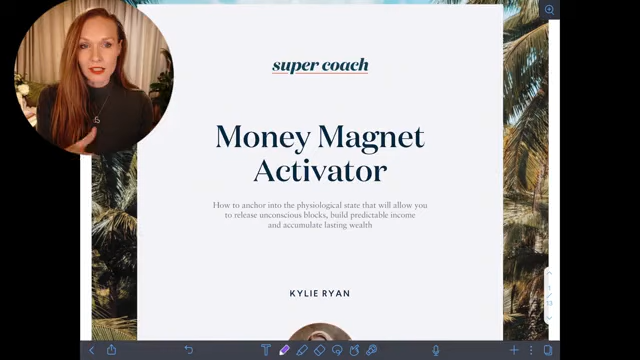 super coach
Money Magnet
Activator
How to anchor into the physiological state that will allow you
to release unconscious blocks, build predictable income
and accumulate lasting wealth
KYLIE RYAN